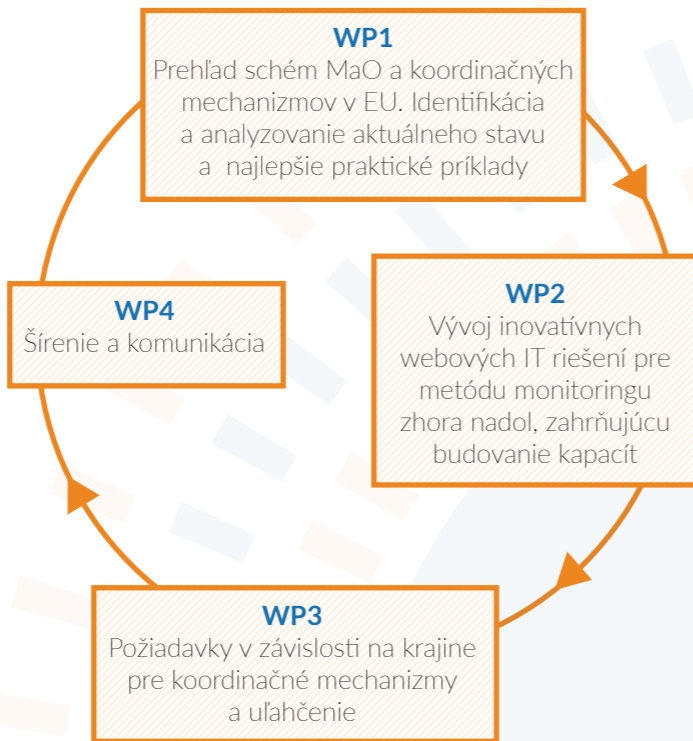 WP1
Prehľad schém MaO a koordinačných
mechanizmov v EU. Identifikácia
a analyzovanie aktuálneho stavu
a najlepšie praktické príklady
WP2
Vývoj inovatívnych
webových IT riešení pre
metódu monitoringu
zhora nadol, zahrňujúcu
budovanie kapacít
WP3
Požiadavky v závislosti na krajine
pre koordinačné mechanizmy
a uľahčenie
WP4
Šírenie a komunikácia